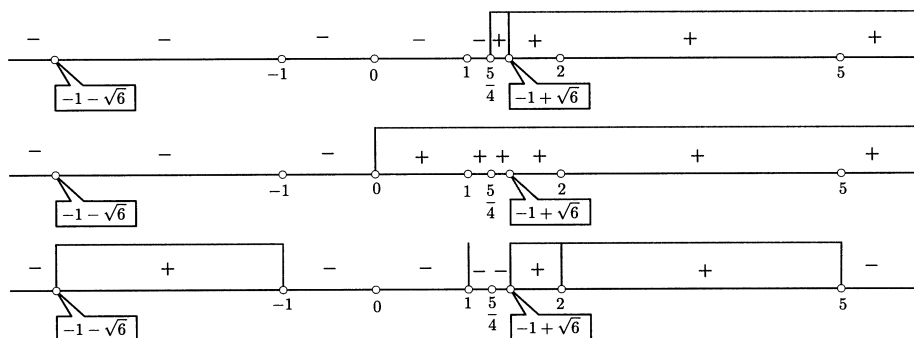 − − − − − + + + +
−1 0 1 5/4 2 5
−1 − √6 −1 + √6
− − − + + + + + +
−1 0 1 5/4 2 5
−1 − √6 −1 + √6
− + − − − − + + −
−1 0 1 5/4 2 5
−1 − √6 −1 + √6